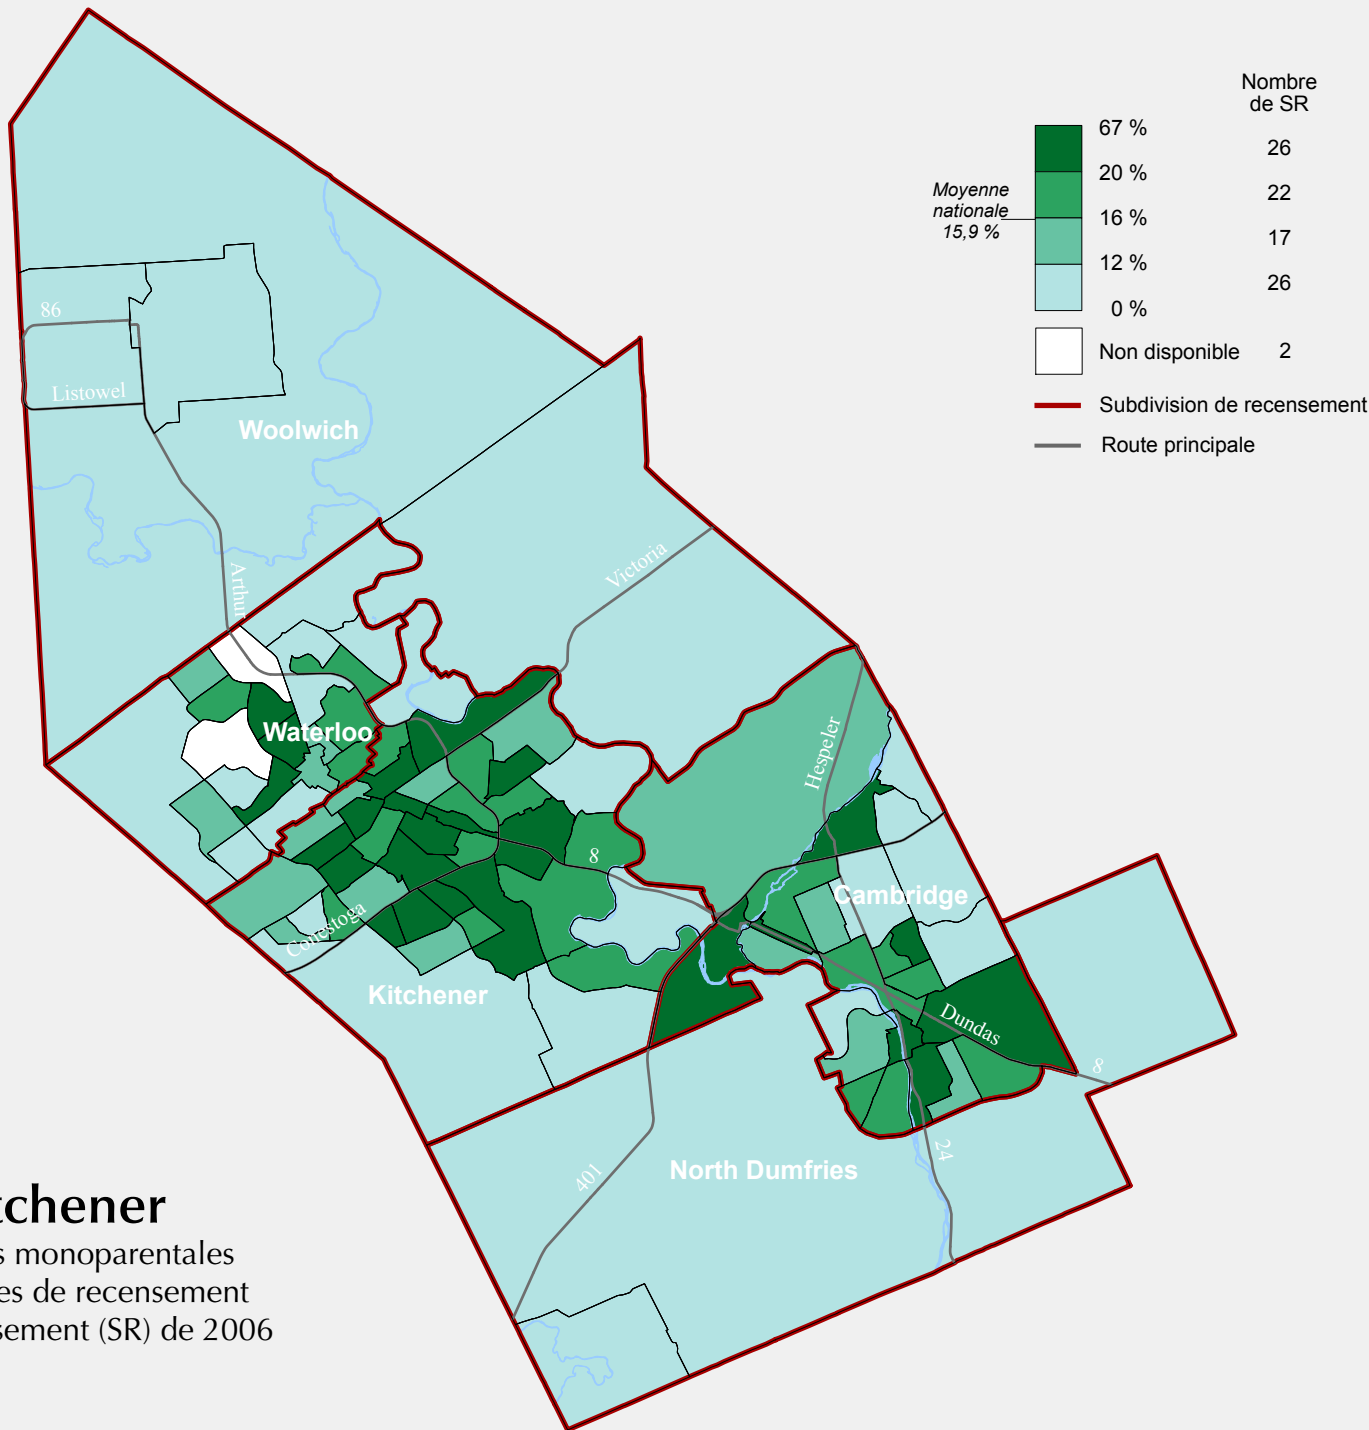 Nombre
de SR
67 %
26
20 %
22
Moyenne
nationale
15,9 %
16 %
17
12 %
26
0 %
Non disponible 2
Subdivision de recensement
Route principale
86
Listowel
Woolwich
Arthur
Victoria
Waterloo
Hespeler
8
Cambridge
Conestoga
Kitchener
Dundas
8
North Dumfries
24
401
tchener
s monoparentales
es de recensement
sement (SR) de 2006